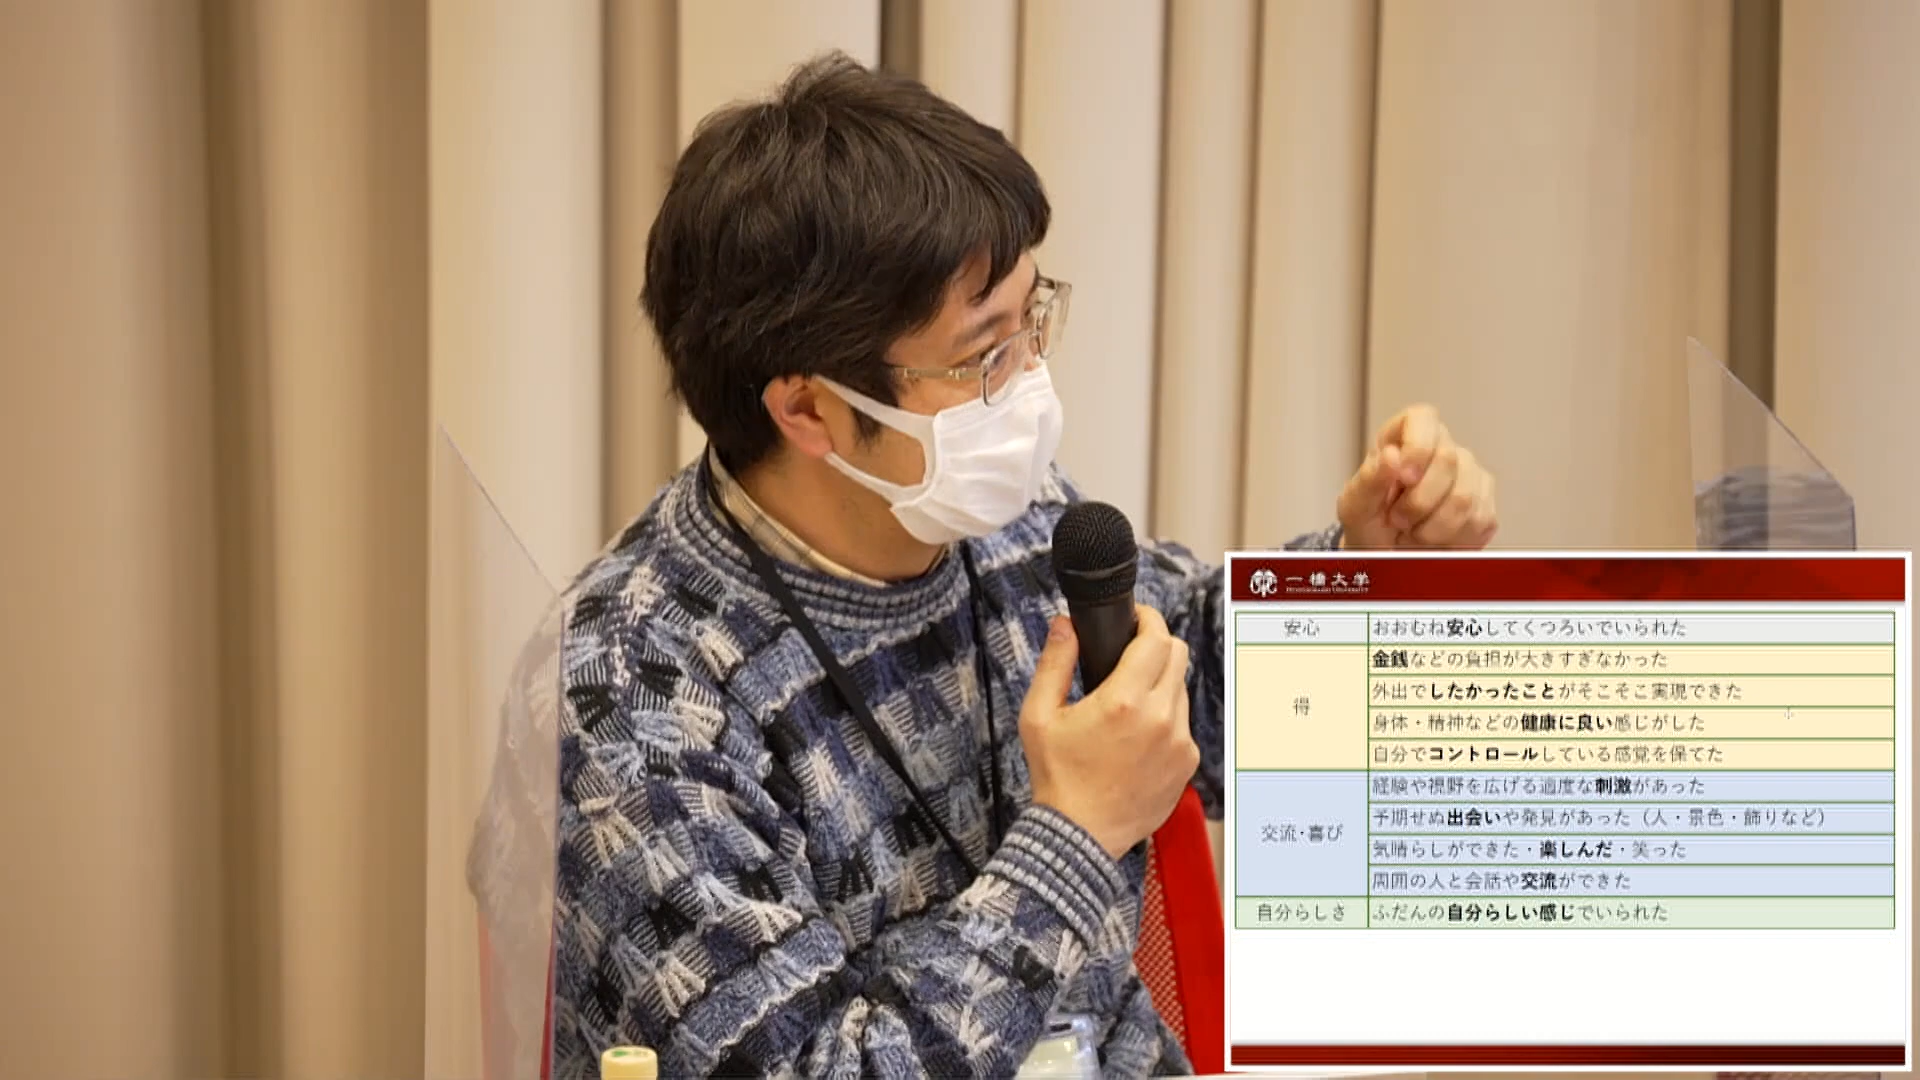 一橋大学
HITOTSUBASHI UNIVERSITY
安心
おおむね安心してくつろいでいられた
得
金銭などの負担が大きすぎなかった
外出でしたかったことがそこそこ実現できた
身体・精神などの健康に良い感じがした
自分でコントロールしている感覚を保てた
交流・喜び
経験や視野を広げる適度な刺激があった
予期せぬ出会いや発見があった（人・景色・飾りなど）
気晴らしができた・楽しんだ・笑った
周囲の人と会話や交流ができた
自分らしさ
ふだんの自分らしい感じでいられた